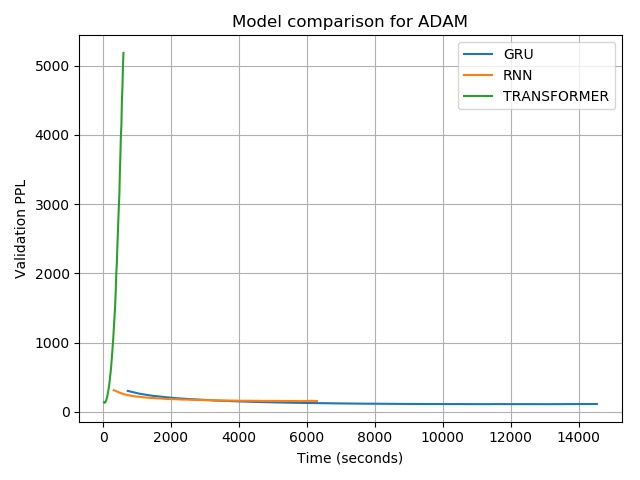 Model comparison for ADAM
GRU
RNN
TRANSFORMER
Validation PPL
5000
4000
3000
2000
1000
0
0 2000 4000 6000 8000 10000 12000 14000
Time (seconds)